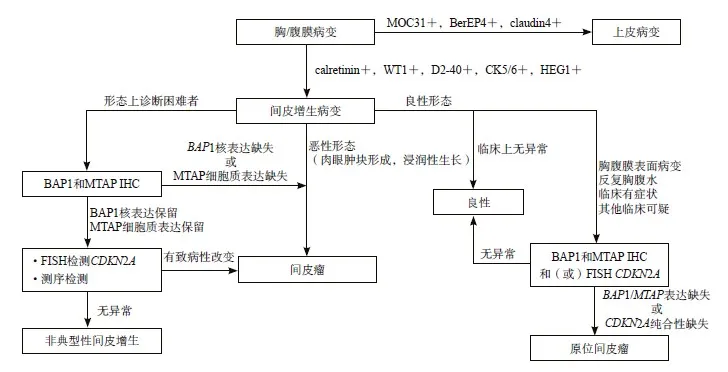 胸/腹膜病变
MOC31+，BerEP4+，claudin4+
上皮病变
calretinin+，WT1+，D2-40+，CK5/6+，HEG1+
形态上诊断困难者
间皮增生病变
良性形态
BAP1核表达缺失
或
MTAP细胞质表达缺失
恶性形态
（肉眼肿块形成，浸润性生长）
临床上无异常
胸腹膜表面病变
反复胸腹水
临床有症状
其他临床可疑
BAP1和MTAP IHC
良性
BAP1核表达保留
MTAP细胞质表达保留
·FISH检测CDKN2A
·测序检测
有致病性改变
间皮瘤
无异常
BAP1和MTAP IHC
和（或）FISH CDKN2A
无异常
BAP1/MTAP表达缺失
或
CDKN2A纯合性缺失
非典型性间皮增生
原位间皮瘤